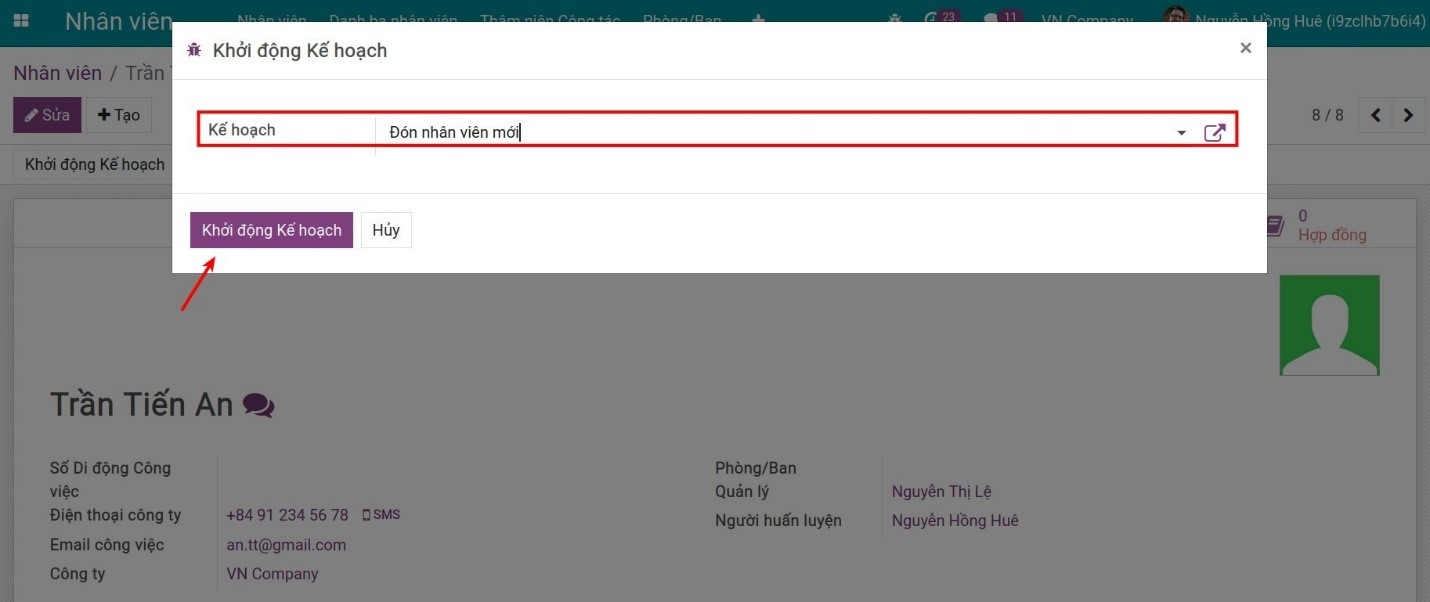 Nhân viên
Nhân viên Danh bạ nhân viên Thâm niên Công tác Phòng/Ban 23 11 VN Company Nguyễn Hồng Huê (i9zclhb7b6i4)
Khởi động Kế hoạch
×
Nhân viên / Trần
Sửa
Tạo
8 / 8
Kế hoạch
Đón nhân viên mới
Khởi động Kế hoạch
Khởi động Kế hoạch
Hủy
0
Hợp đồng
Trần Tiến An
Số Di động Công việc
Phòng/Ban
Quản lý Nguyễn Thị Lệ
Điện thoại công ty +84 91 234 56 78 SMS
Người huấn luyện Nguyễn Hồng Huê
Email công việc an.tt@gmail.com
Công ty VN Company